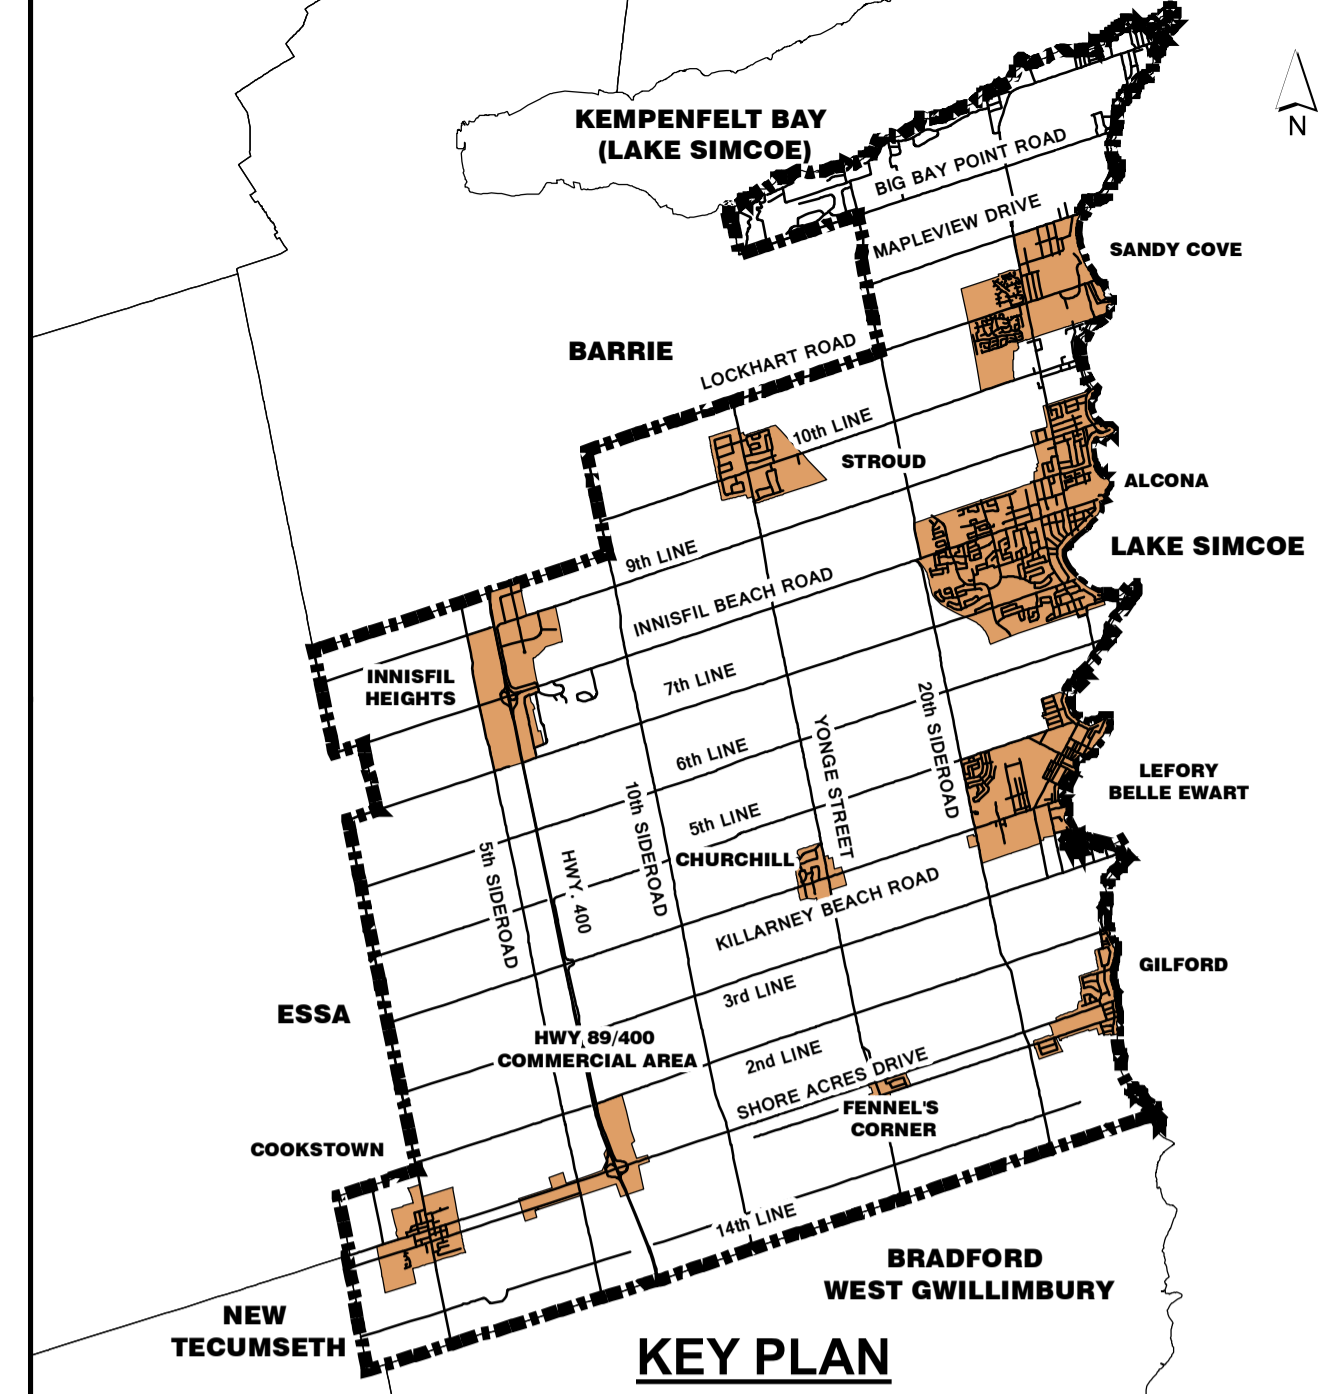 KEMPENFELT BAY
(LAKE SIMCOE)
N
BIG BAY POINT ROAD
MAPLEVIEW DRIVE
SANDY COVE
BARRIE
LOCKHART ROAD
10th LINE
STROUD
ALCONA
LAKE SIMCOE
9th LINE
INNISFIL BEACH ROAD
INNISFIL
HEIGHTS
7th LINE
20th SIDEROAD
YONGE STREET
6th LINE
LEFORY
BELLE EWART
10th SIDEROAD
5th LINE
5th SIDEROAD
HWY. 400
CHURCHILL
KILLARNEY BEACH ROAD
GILFORD
3rd LINE
ESSA
HWY 89/400
COMMERCIAL AREA
2nd LINE
SHORE ACRES DRIVE
FENNEL'S
CORNER
COOKSTOWN
14th LINE
BRADFORD
WEST GWILLIMBURY
NEW
TECUMSETH
KEY PLAN